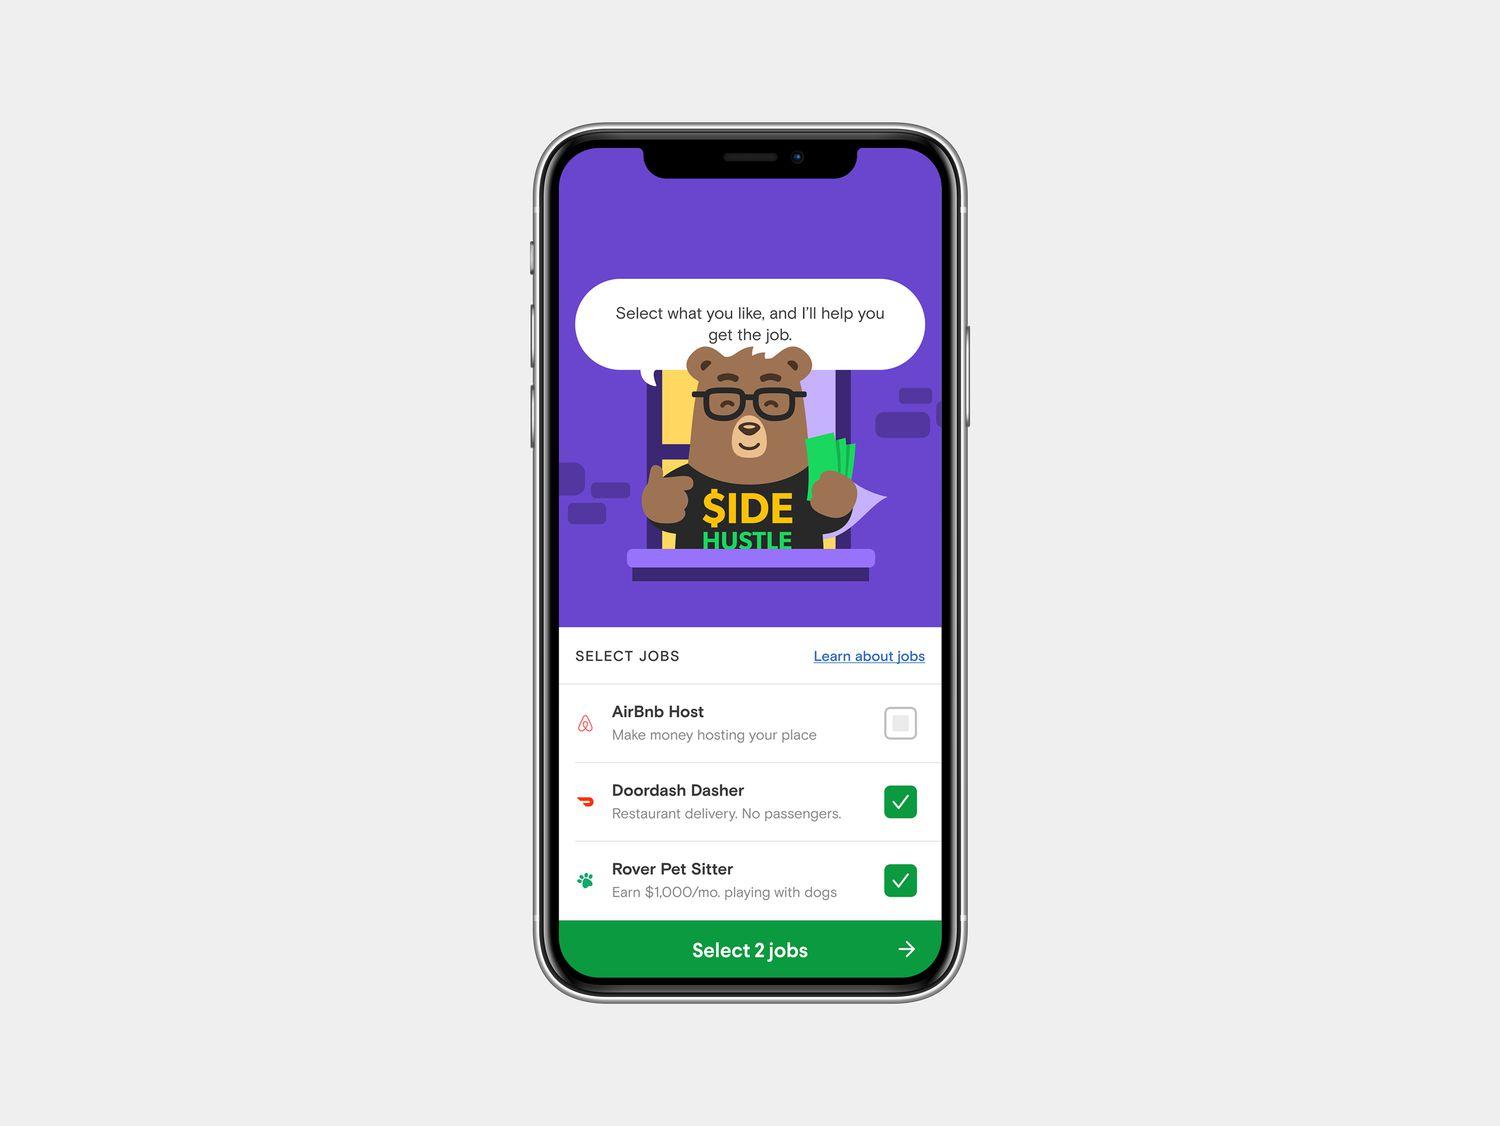 Select what you like, and I'll help you
get the job.
$IDE
HUSTLE
SELECT JOBS
Learn about jobs
AirBnb Host
Make money hosting your place
Doordash Dasher
Restaurant delivery. No passengers.
Rover Pet Sitter
Earn $1,000/mo. playing with dogs
Select 2 jobs